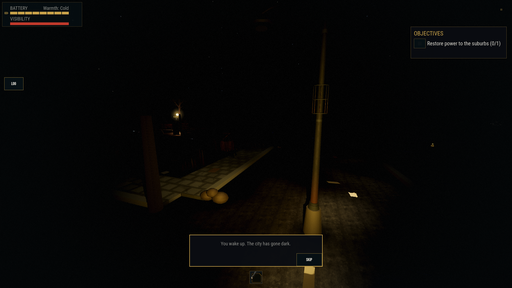 BATTERY Warmth: Cold
VISIBILITY
OBJECTIVES
Restore power to the suburbs (0/1)
You wake up. The city has gone dark.
SKIP